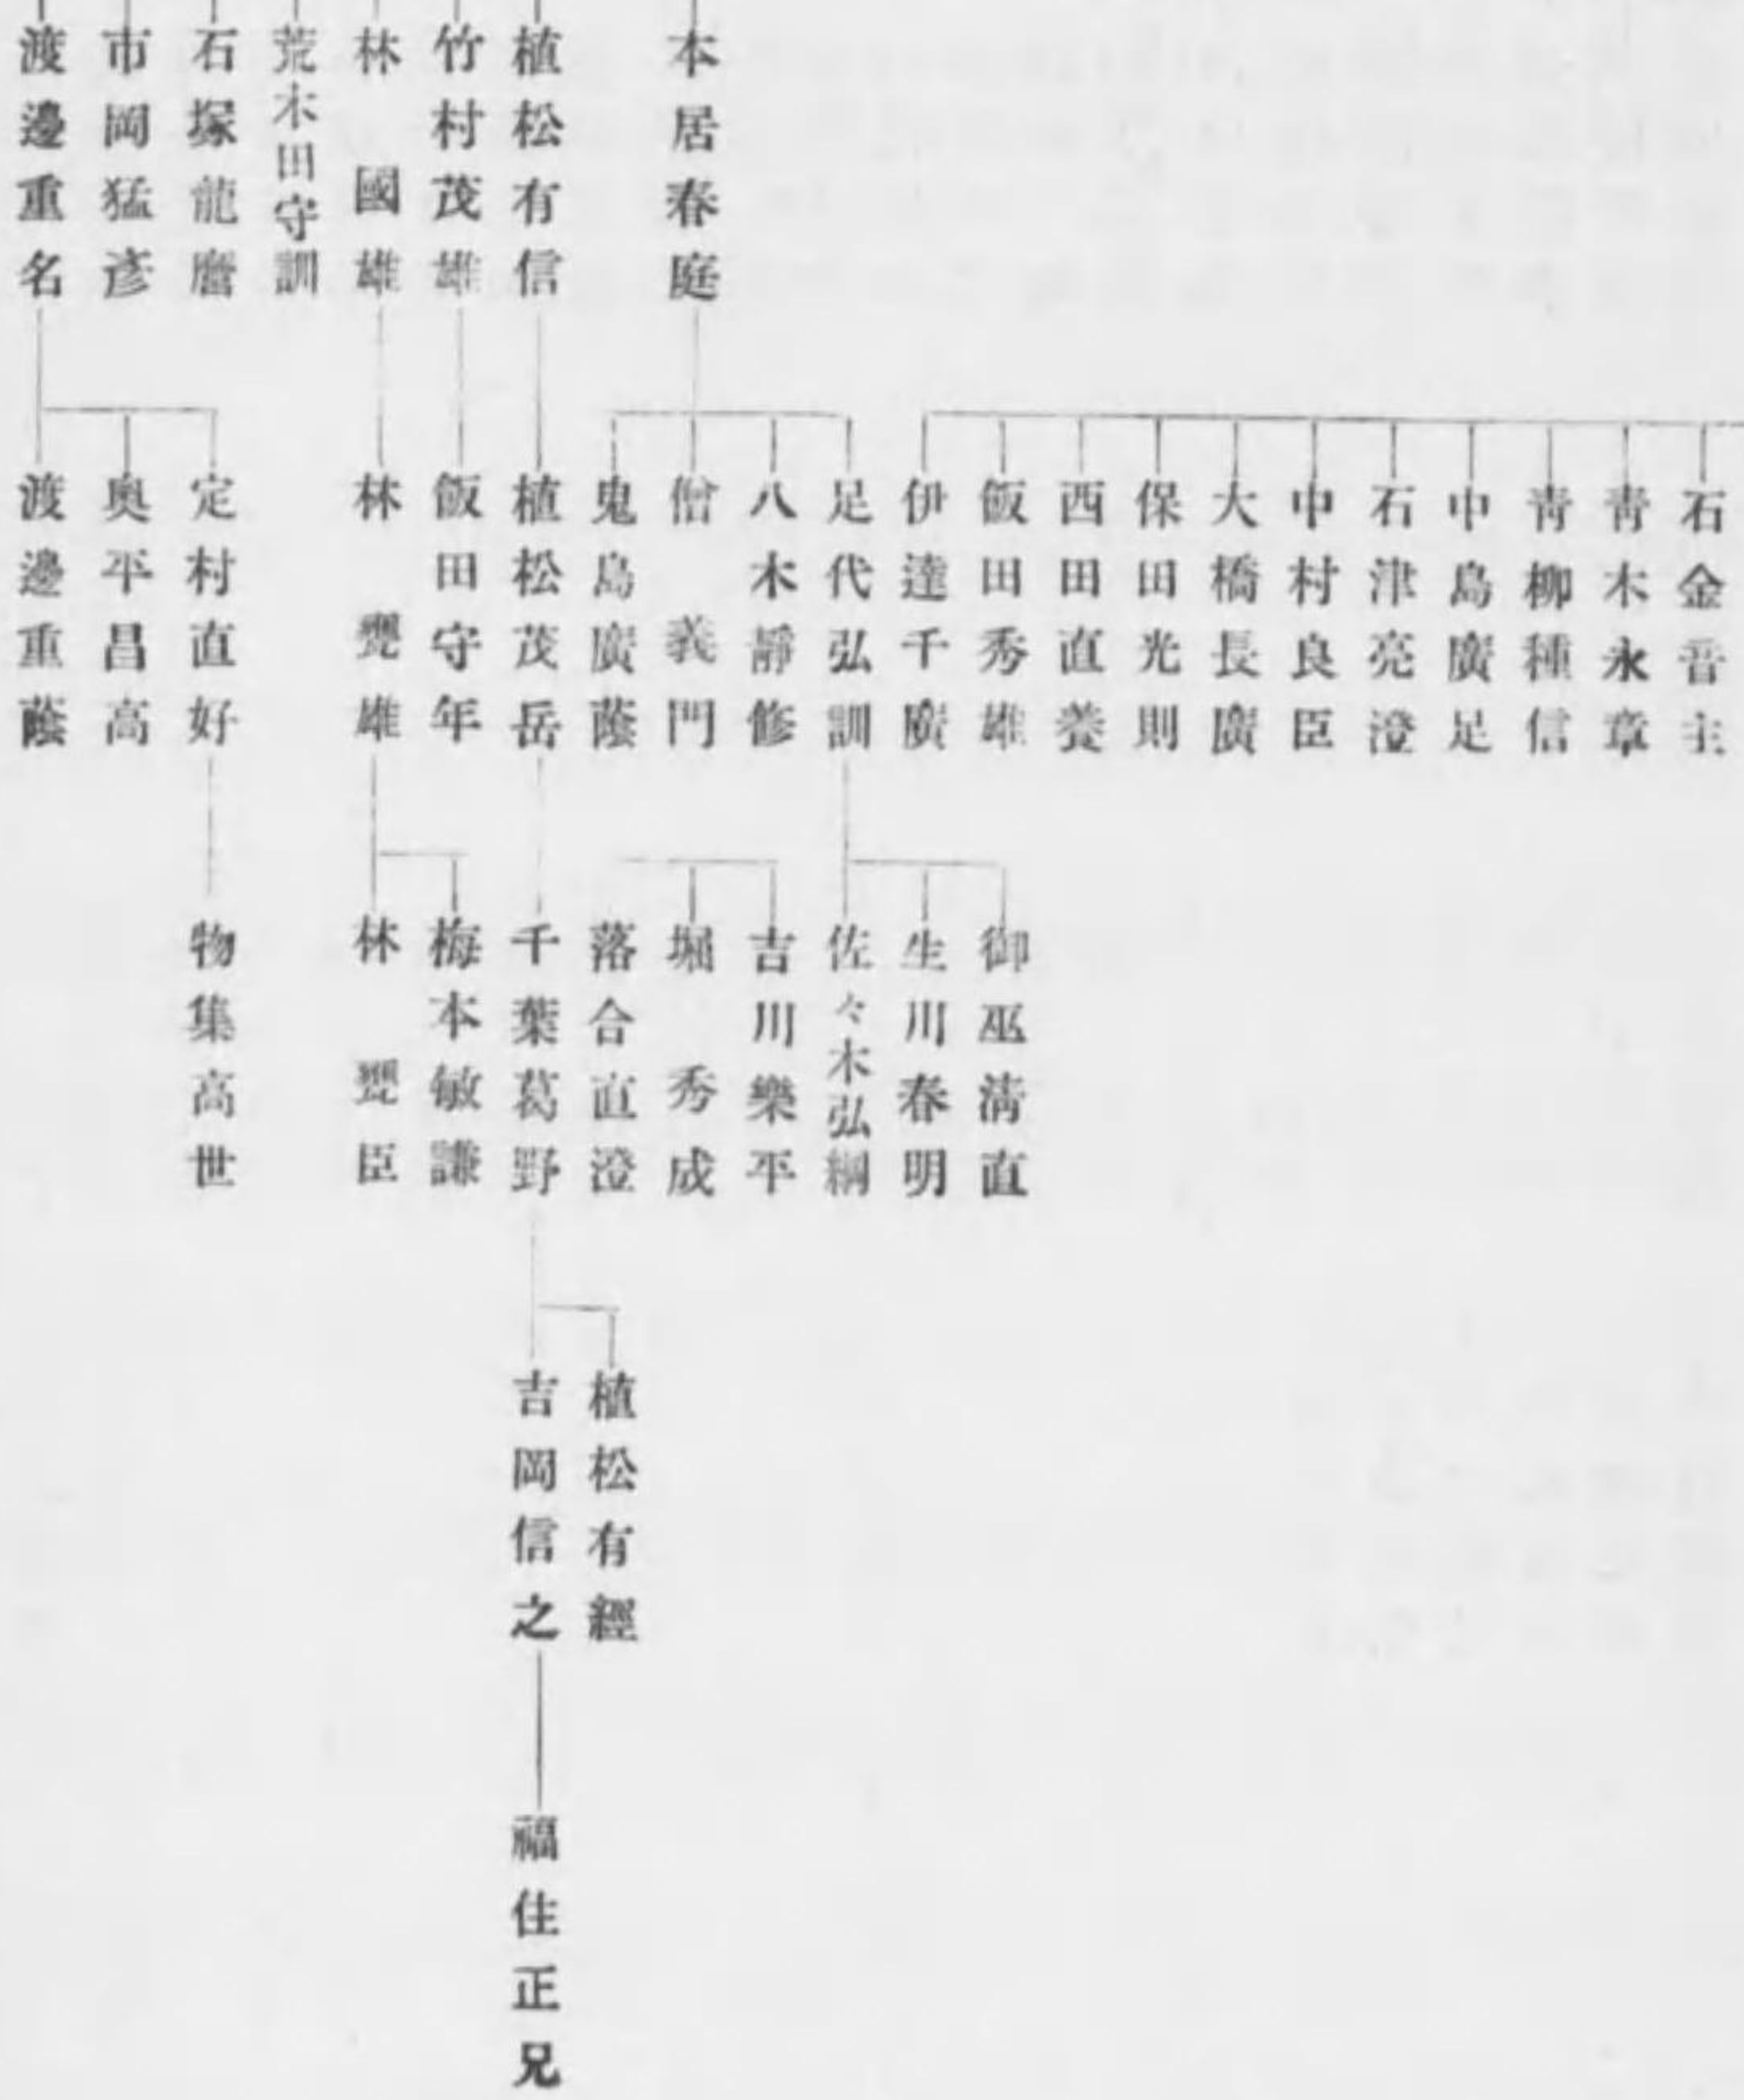 本居春庭
植松有信
竹村茂雄
林國雄
荒木田守訓
石塚龍麿
市岡猛彦
渡邊重名
石金音主
青木永章
青柳種信
中島廣足
石津亮澄
中村良臣
大橋長廣
保田光則
西田直養
飯田秀雄
伊達千廣
足代弘訓
八木靜修
僧義門
鬼島廣蔭
植松茂岳
飯田守年
林甕雄
定村直好
奥平昌高
渡邊重蔭
御巫淸直
生川春明
佐々木弘綱
吉川樂平
堀秀成
落合直澄
千葉葛野
梅本敏謙
林甕臣
物集高世
植松有經
吉岡信之
福住正兄